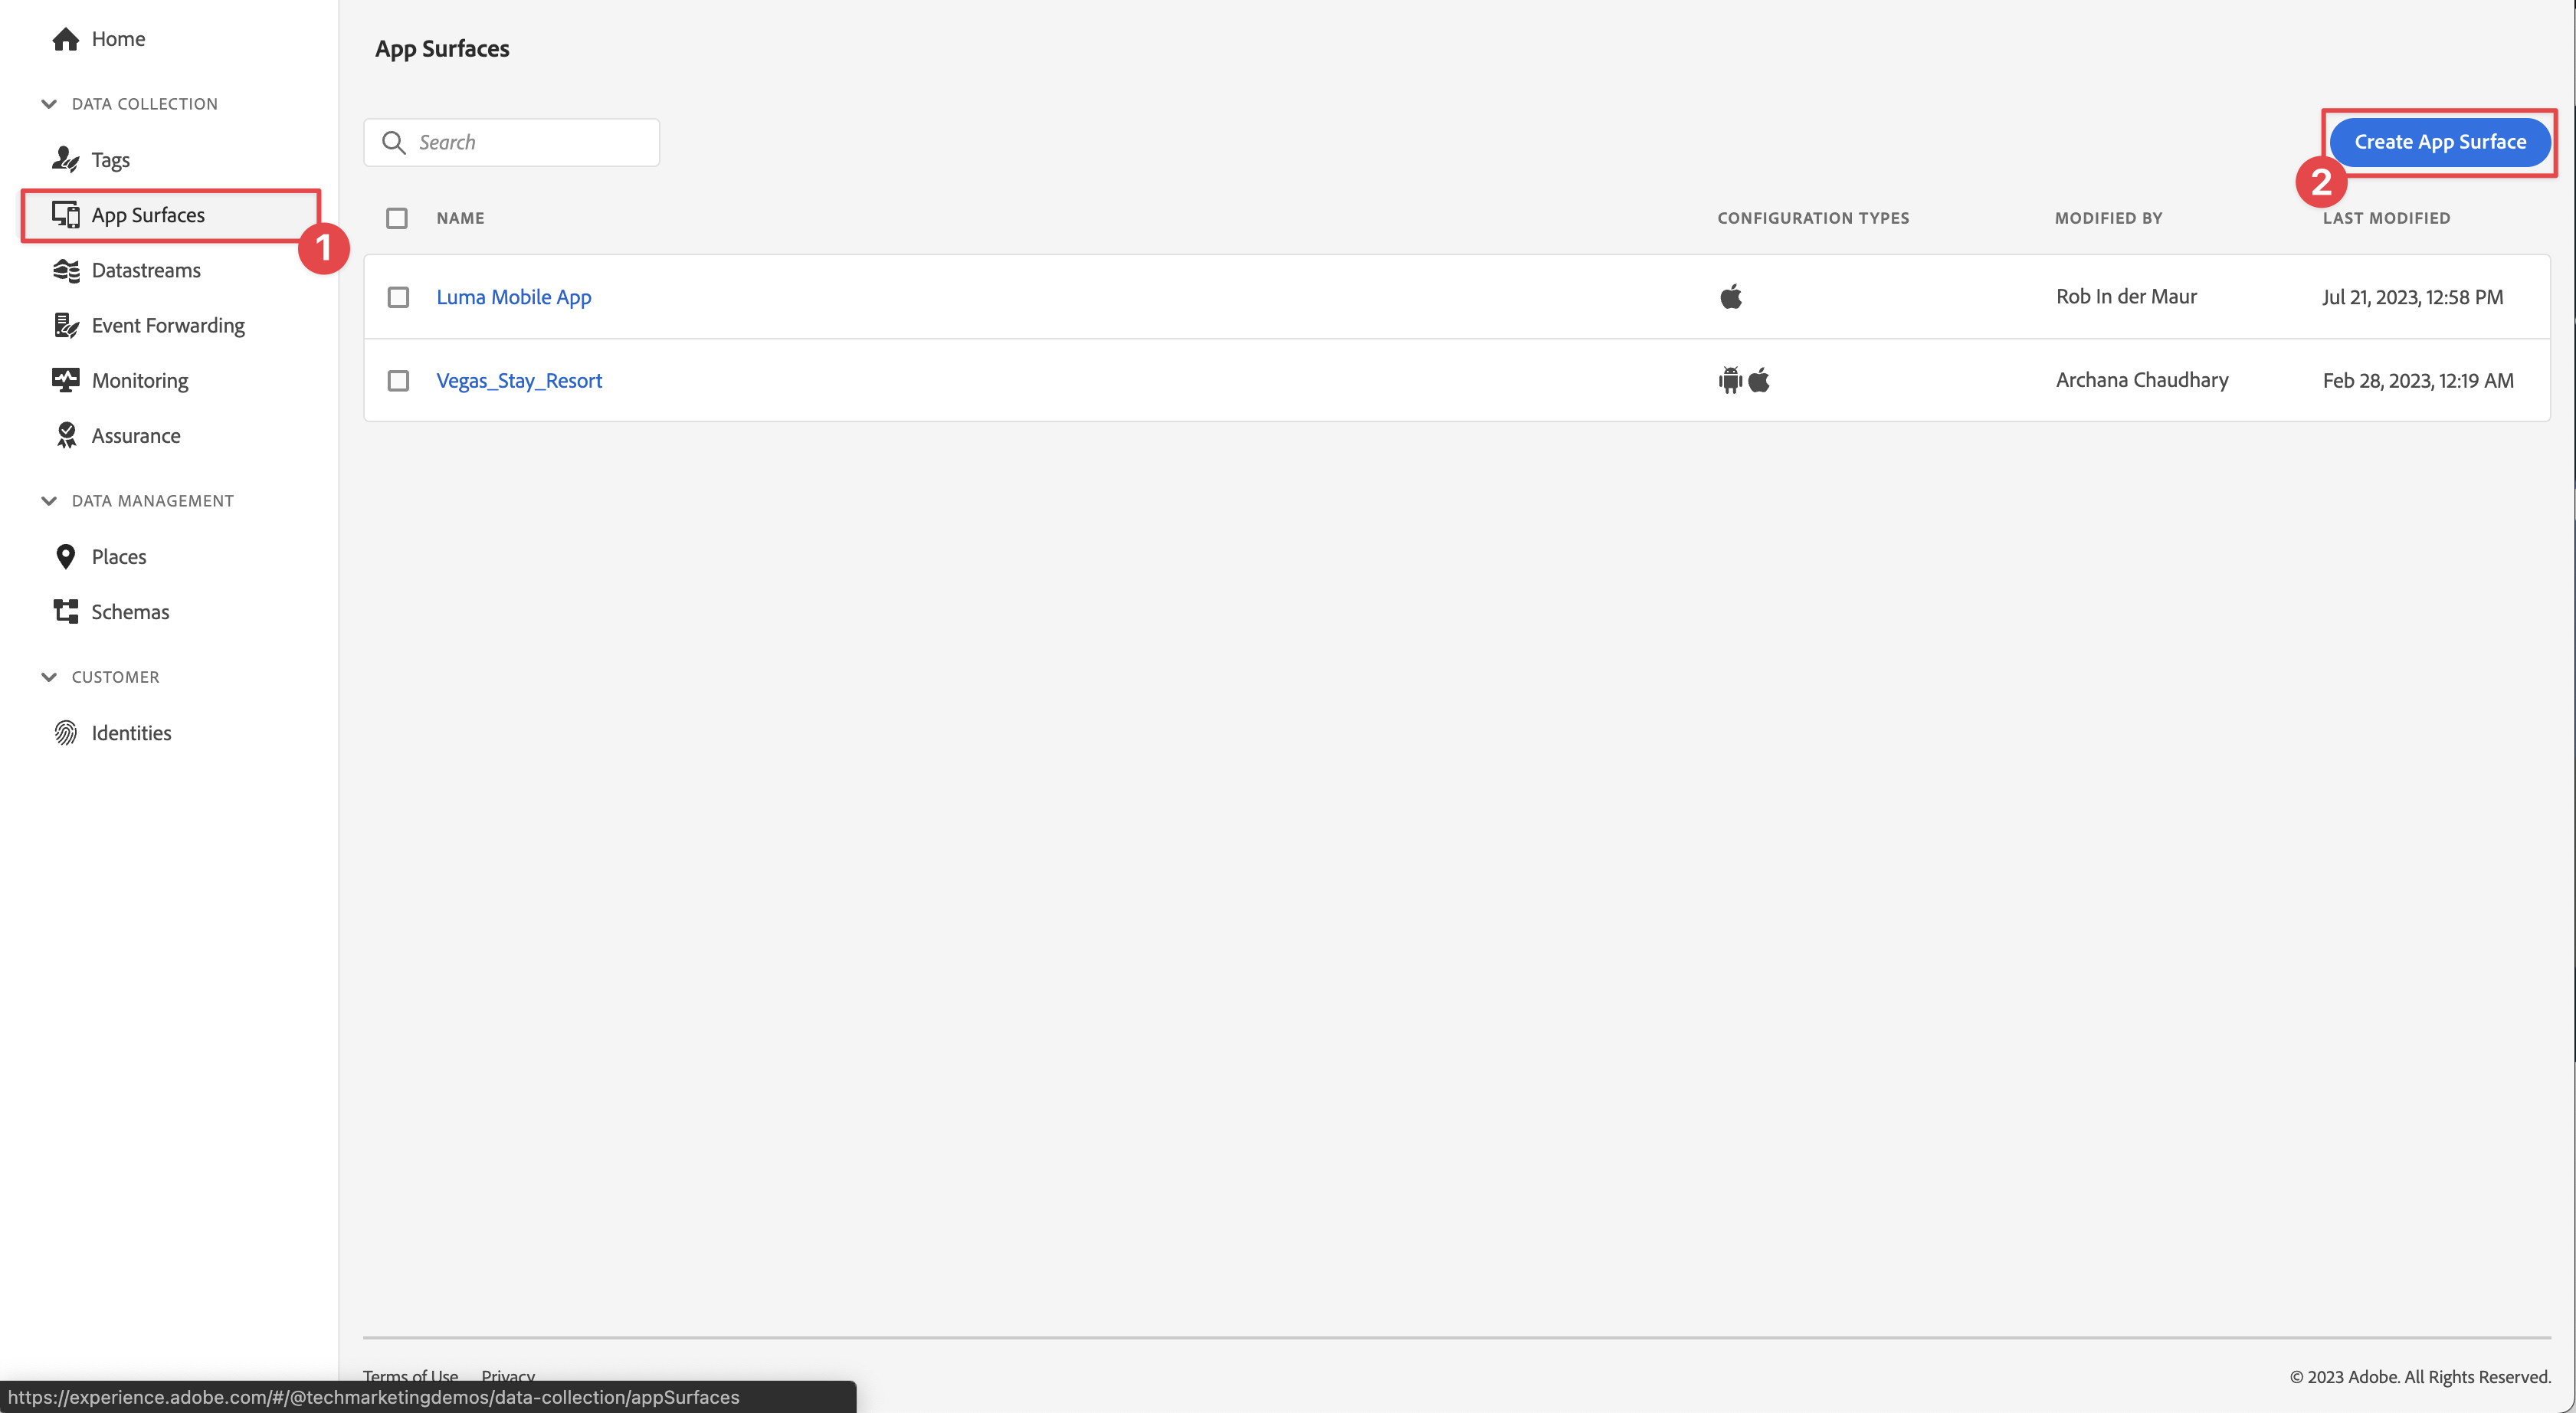 Home
DATA COLLECTION
Tags
App Surfaces
1
Datastreams
Event Forwarding
Monitoring
Assurance
DATA MANAGEMENT
Places
Schemas
CUSTOMER
Identities
App Surfaces
Search
Create App Surface
2
NAME CONFIGURATION TYPES MODIFIED BY LAST MODIFIED
Luma Mobile App Rob In der Maur Jul 21, 2023, 12:58 PM
Vegas_Stay_Resort Archana Chaudhary Feb 28, 2023, 12:19 AM
Terms of Use Privacy © 2023 Adobe. All Rights Reserved.
https://experience.adobe.com/#/@techmarketingdemos/data-collection/appSurfaces